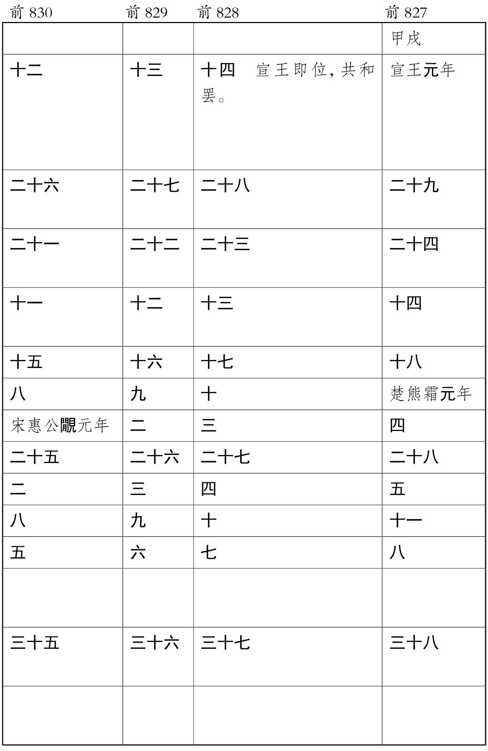 前 830 前 829 前 828 前 827
甲戌
十二 十三 十四 宣王即位，共和 宣王元年
罢。
二十六 二十七 二十八 二十九
二十一 二十二 二十三 二十四
十一 十二 十三 十四
十五 十六 十七 十八
八 九 十 楚熊霜元年
宋惠公覵元年 二 三 四
二十五 二十六 二十七 二十八
二 三 四 五
八 九 十 十一
五 六 七 八
三十五 三十六 三十七 三十八